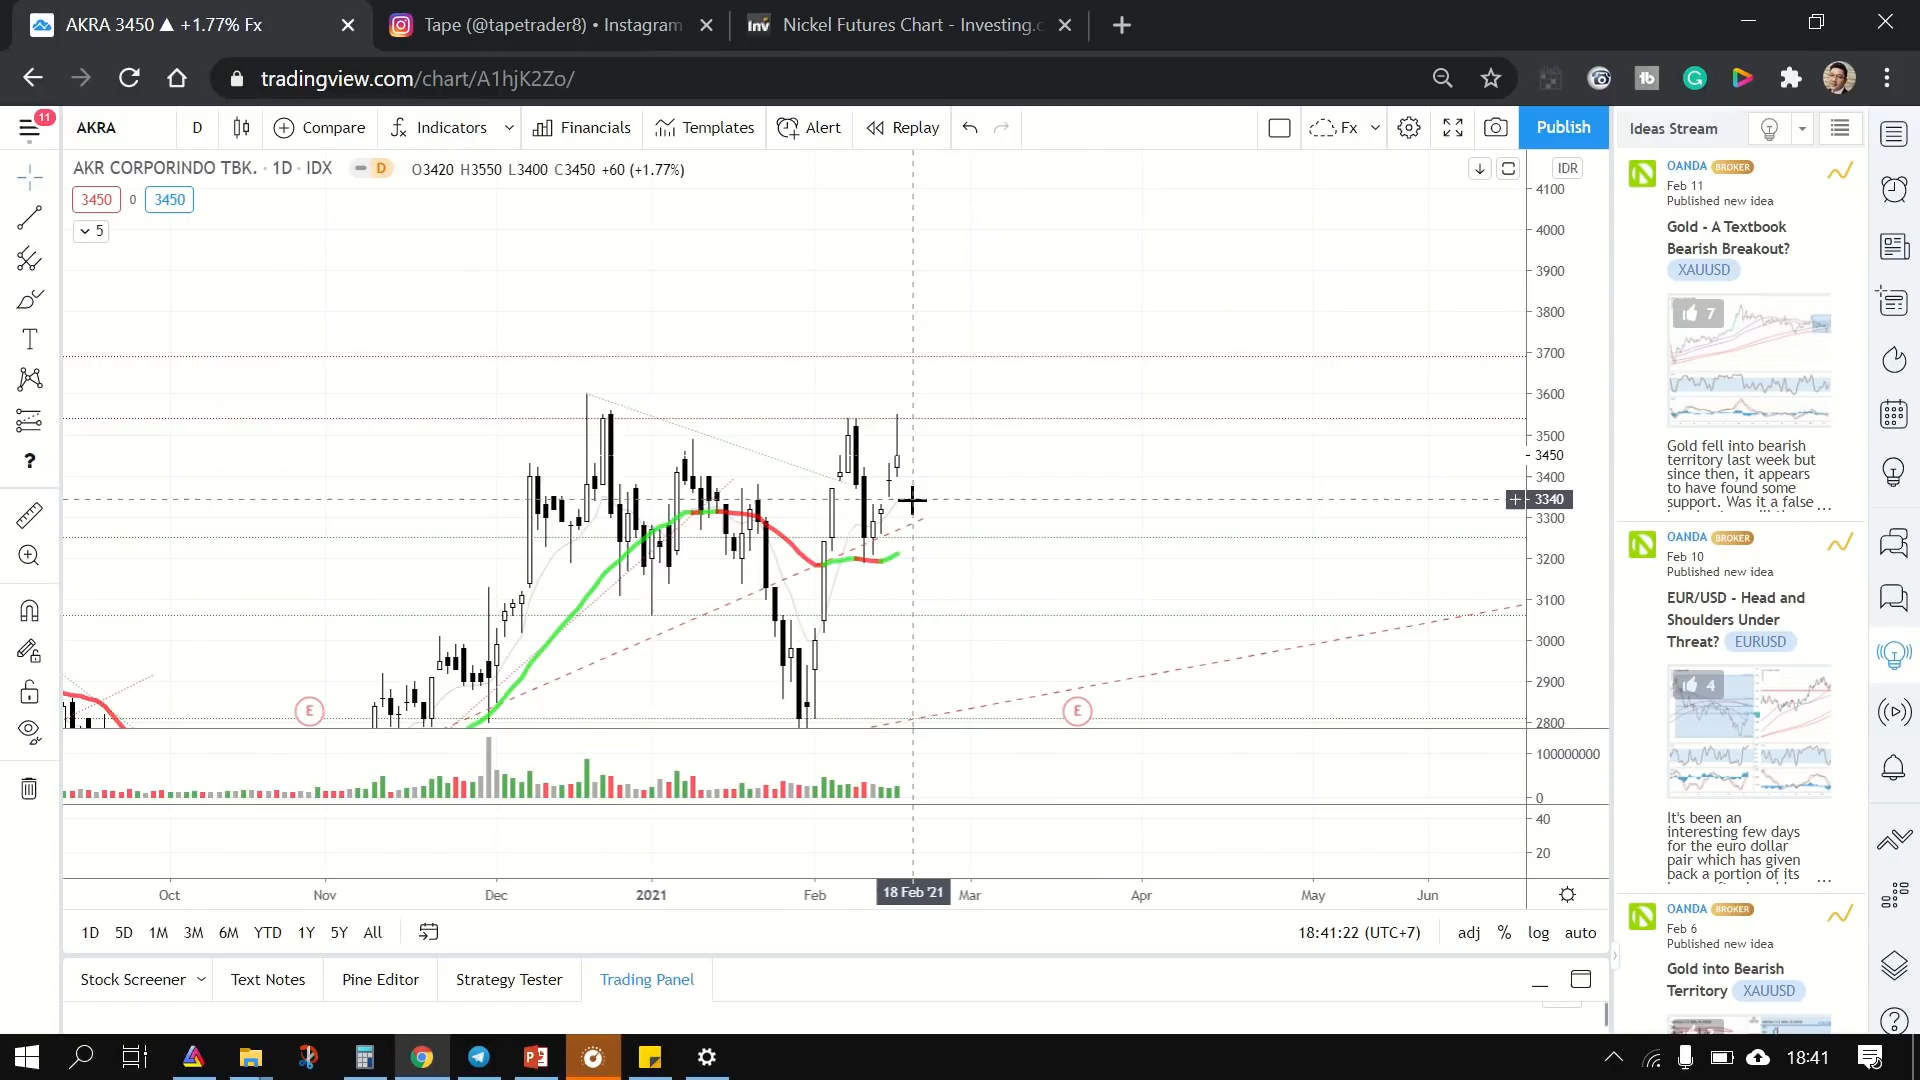 AKRA 3450 ▲ +1.77% Fx
Tape (@tapetrader8) • Instagram
Nickel Futures Chart - Investing.c
tradingview.com/chart/A1hjK2Zo/
11
AKRA
D
Compare
Indicators
Financials
Templates
Alert
Replay
Fx
Publish
Ideas Stream
AKR CORPORINDO TBK. · 1D · IDX
D
O3420 H3550 L3400 C3450 +60 (+1.77%)
IDR
3450
0
3450
5
4100
4000
3900
3800
3700
3600
3500
3450
3400
3340
3300
3200
3100
3000
2900
2800
100000000
0
40
20
E
E
Oct
Nov
Dec
2021
Feb
18 Feb '21
Mar
Apr
May
Jun
1D
5D
1M
3M
6M
YTD
1Y
5Y
All
18:41:22 (UTC+7)
adj
%
log
auto
Stock Screener
Text Notes
Pine Editor
Strategy Tester
Trading Panel
OANDA BROKER
Feb 11
Published new idea
Gold - A Textbook
Bearish Breakout?
XAUUSD
7
Gold fell into bearish
territory last week but
since then, it appears
to have found some
support. Was it a false
...
OANDA BROKER
Feb 10
Published new idea
EUR/USD - Head and
Shoulders Under
Threat? EURUSD
4
It's been an
interesting few days
for the euro dollar
pair which has given
back a portion of its
...
OANDA BROKER
Feb 6
Published new idea
Gold into Bearish
Territory XAUUSD
18:41